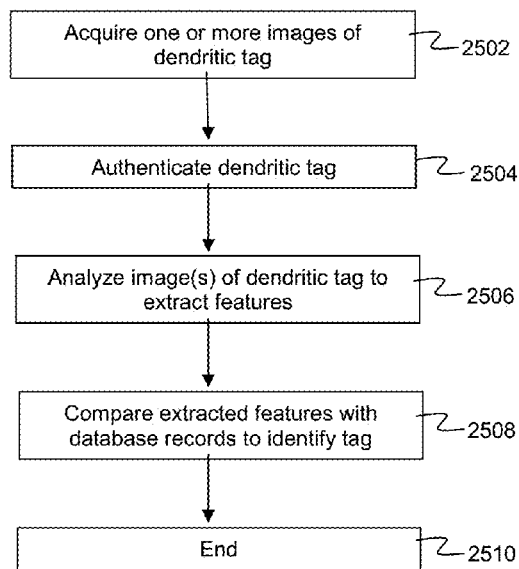 Acquire one or more images of
dendritic tag
2502
Authenticate dendritic tag
2504
Analyze image(s) of dendritic tag to
extract features
2506
Compare extracted features with
database records to identify tag
2508
End
2510